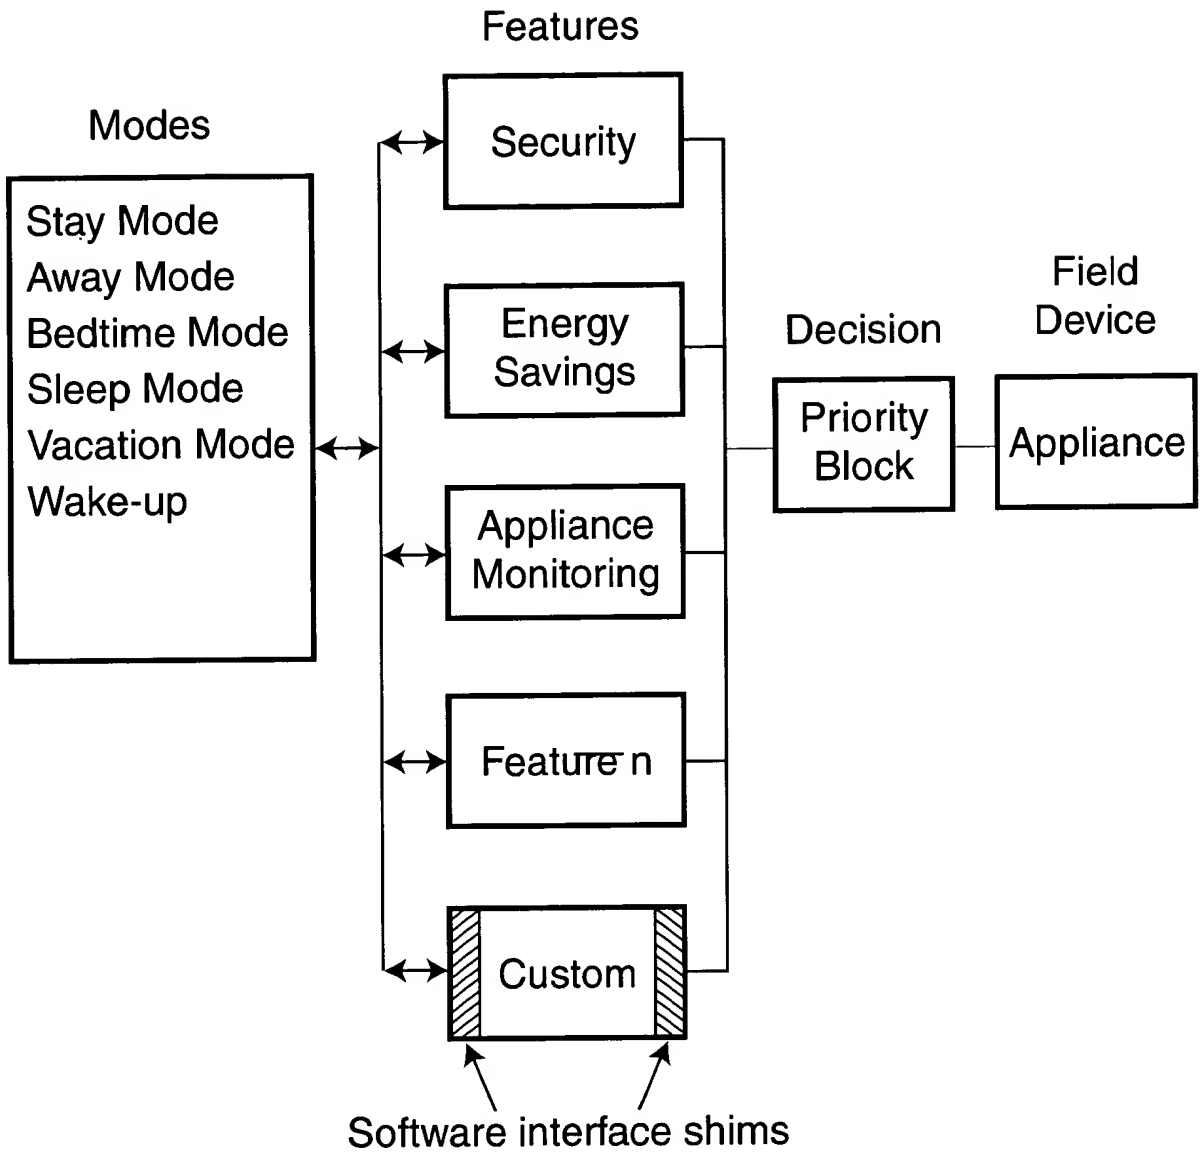 Features
Modes
Security
Stay Mode
Away Mode
Bedtime Mode
Sleep Mode
Vacation Mode
Wake-up
Energy
Savings
Appliance
Monitoring
Feature n
Custom
Software interface shims
Decision
Priority
Block
Field
Device
Appliance